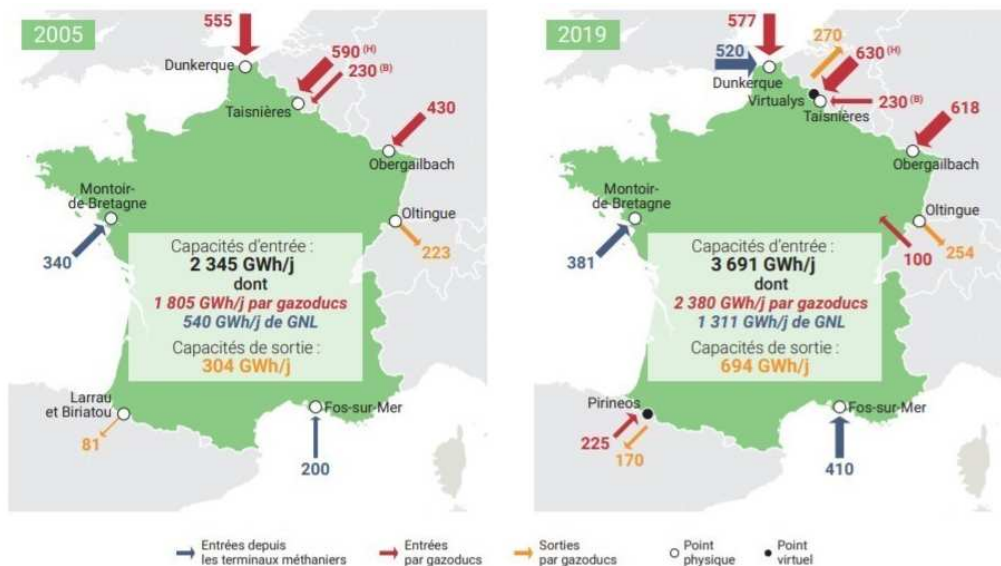 2005
555
Dunkerque
590 (H)
230 (B)
Taisnières
430
Obergailbach
Montoir-
de-Bretagne
340
Oltingue
223
Capacités d'entrée :
2 345 GWh/j
dont
1 805 GWh/j par gazoducs
540 GWh/j de GNL
Capacités de sortie :
304 GWh/j
Larrau
et Biriatou
81
Fos-sur-Mer
200
2019
577
520
Dunkerque
270
630 (H)
Virtualys
230 (B)
Taisnières
618
Obergailbach
Montoir-
de-Bretagne
381
Oltingue
254
100
Capacités d'entrée :
3 691 GWh/j
dont
2 380 GWh/j par gazoducs
1 311 GWh/j de GNL
Capacités de sortie :
694 GWh/j
Pirineos
225
170
Fos-sur-Mer
410
Entrées depuis
les terminaux méthaniers
Entrées
par gazoducs
Sorties
par gazoducs
Point
physique
Point
virtuel